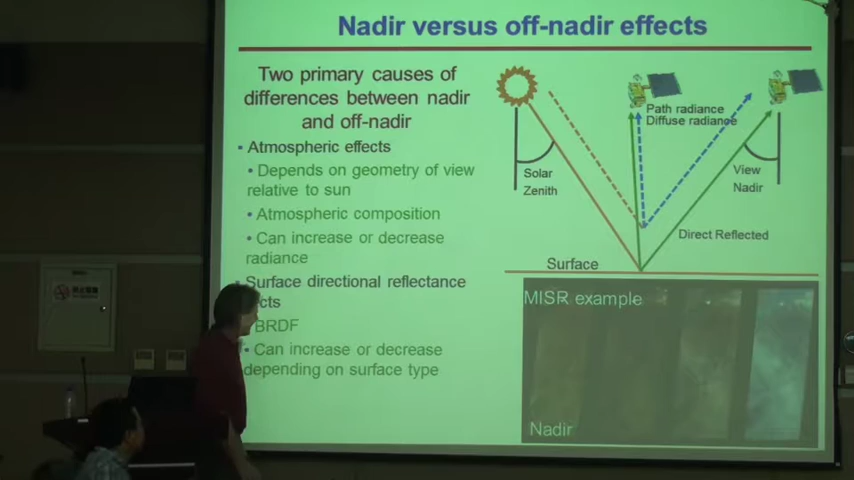 Nadir versus off-nadir effects
Two primary causes of
differences between nadir
and off-nadir
• Atmospheric effects
• Depends on geometry of view
relative to sun
• Atmospheric composition
• Can increase or decrease
radiance
Surface directional reflectance
BRDF
• Can increase or decrease
depending on surface type
Path radiance
Diffuse radiance
Solar
Zenith
View
Nadir
Direct Reflected
Surface
MISR example
Nadir